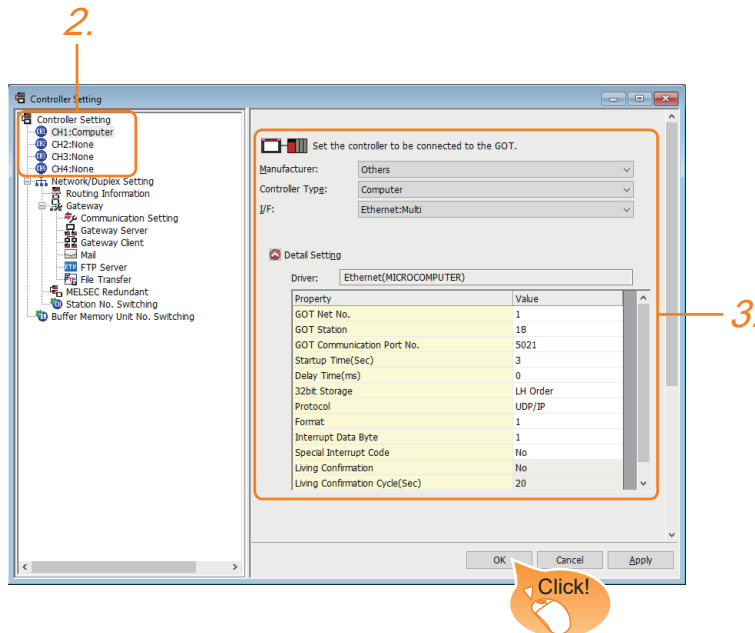 2.
Controller Setting
Controller Setting
CH1:Computer
CH2:None
CH3:None
CH4:None
Network/Duplex Setting
Routing Information
Gateway
Communication Setting
Gateway Server
Gateway Client
Mail
FTP Server
File Transfer
MELSEC Redundant
Station No. Switching
Buffer Memory Unit No. Switching
Set the controller to be connected to the GOT.
Manufacturer: Others
Controller Type: Computer
I/F: Ethernet:Multi
Detail Setting
Driver: Ethernet(MICROCOMPUTER)
Property Value
GOT Net No. 1
GOT Station 18
GOT Communication Port No. 5021
Startup Time(Sec) 3
Delay Time(ms) 0
32bit Storage LH Order
Protocol UDP/IP
Format 1
Interrupt Data Byte 1
Special Interrupt Code No
Living Confirmation No
Living Confirmation Cycle(Sec) 20
3.
OK Cancel Apply
Click!